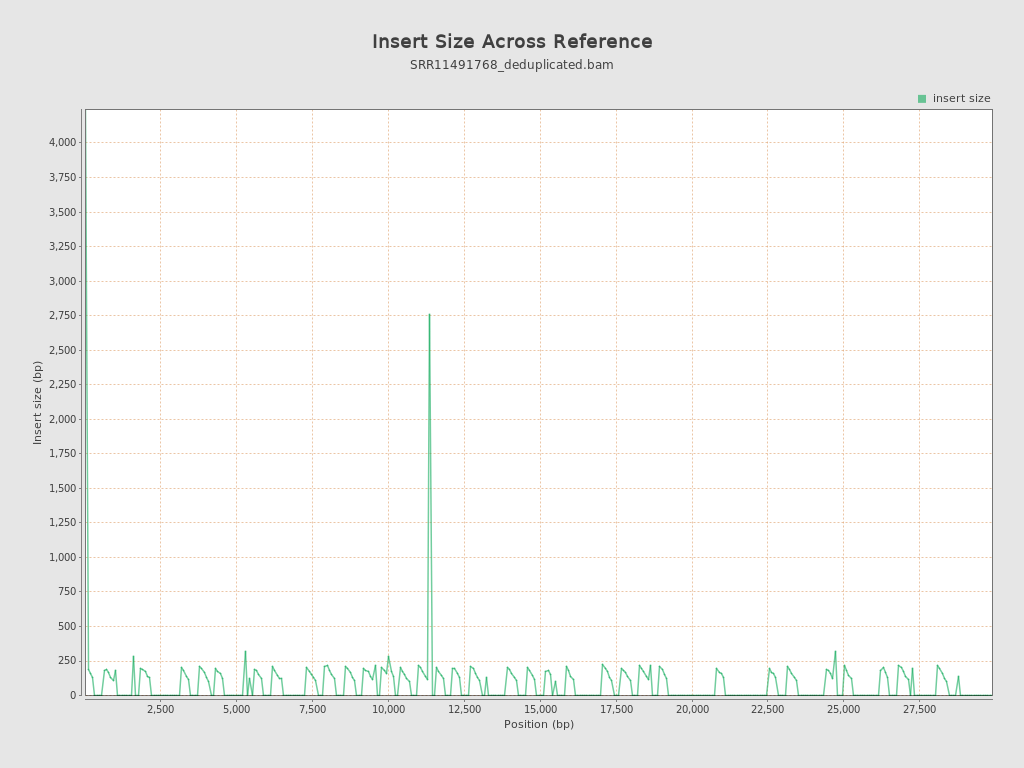 Insert Size Across Reference
SRR11491768_deduplicated.bam
insert size
4,000
3,750
3,500
3,250
3,000
2,750
2,500
2,250
2,000
1,750
1,500
1,250
1,000
750
500
250
0
Insert size (bp)
2,500 5,000 7,500 10,000 12,500 15,000 17,500 20,000 22,500 25,000 27,500
Position (bp)